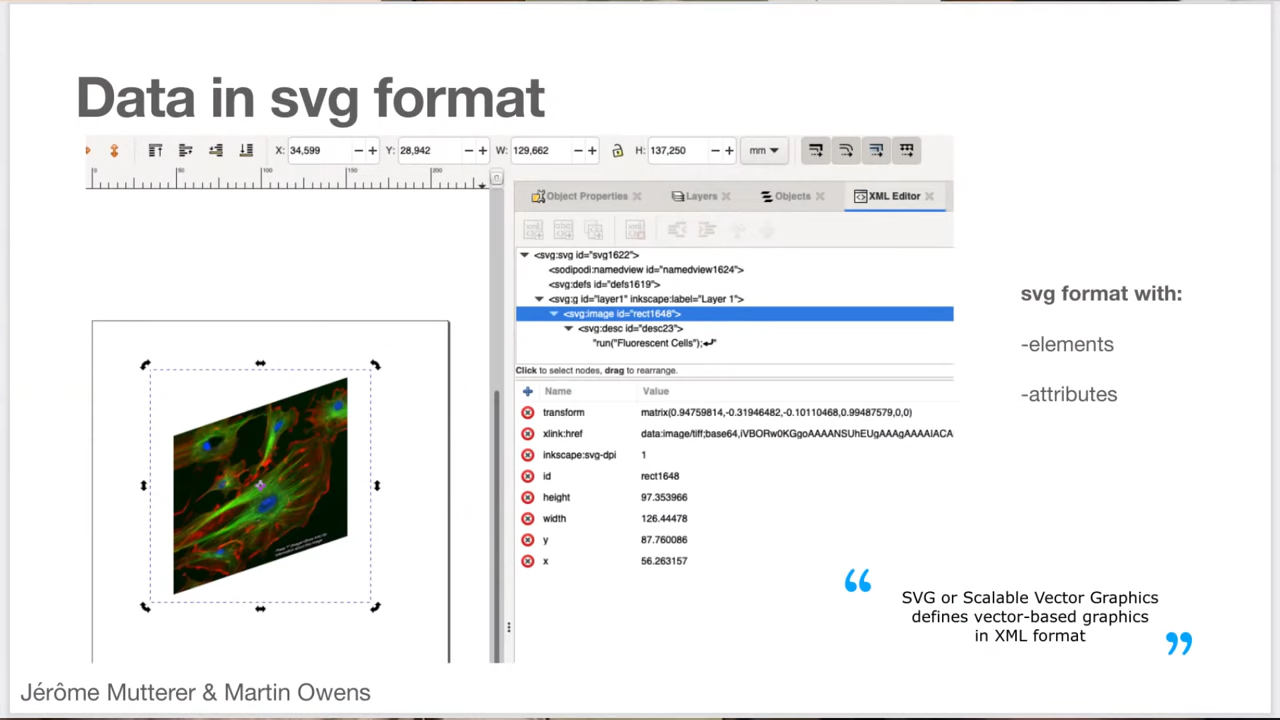 Data in svg format
X: 34,599 − + Y: 28,942 − + W: 129,662 − + H: 137,250 − + mm
0 50 100 150 200
Object Properties Layers Objects XML Editor
<svg:svg id="svg1622">
<sodipodi:namedview id="namedview1624">
<svg:defs id="defs1619">
<svg:g id="layer1" inkscape:label="Layer 1">
<svg:image id="rect1648">
<svg:desc id="desc23">
"run("Fluorescent Cells");↵"
Click to select nodes, drag to rearrange.
Name Value
transform matrix(0.94759814,-0.31946482,-0.10110468,0.99487579,0,0)
xlink:href data:image/tiff;base64,iVBORw0KGgoAAAANSUhEUgAAAgAAAAIACA
inkscape:svg-dpi 1
id rect1648
height 97.353966
width 126.44478
y 87.760086
x 56.263157
svg format with:
-elements
-attributes
“ SVG or Scalable Vector Graphics
defines vector-based graphics
in XML format ”
Jérôme Mutterer & Martin Owens